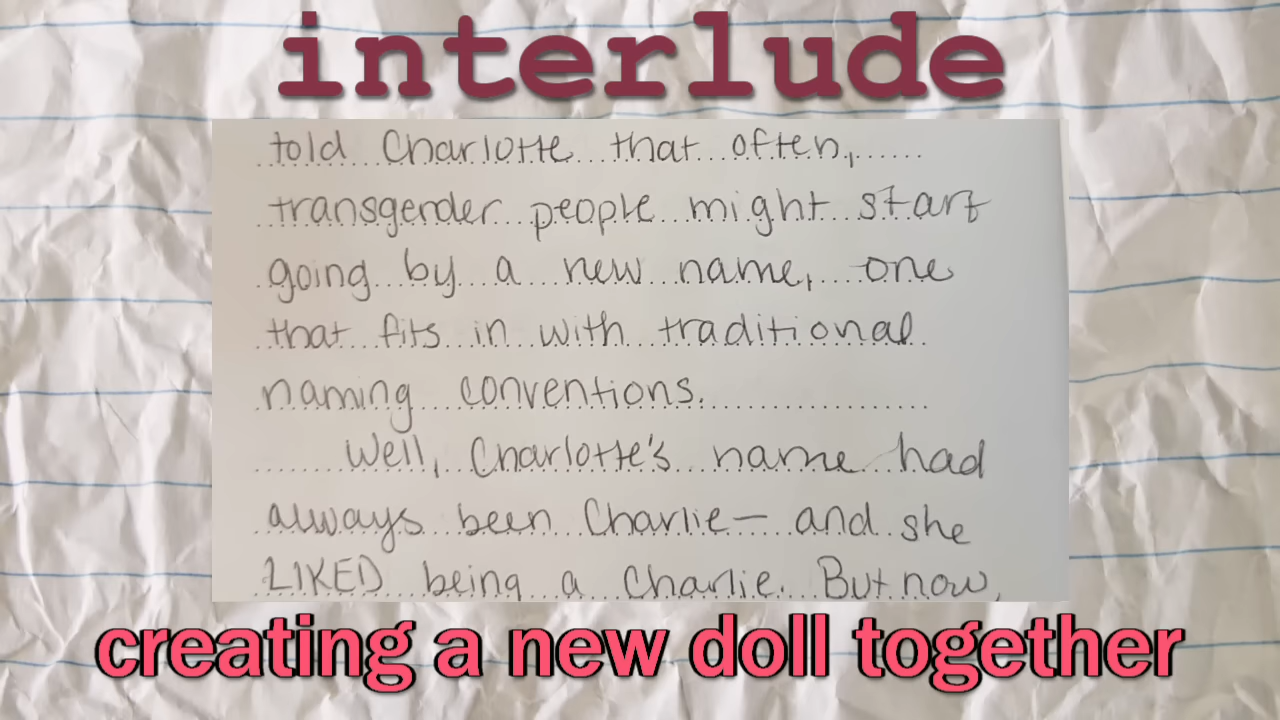 interlude
told Charlotte that often,
transgender people might start
going by a new name, one
that fits in with traditional
naming conventions.
Well, Charlotte's name had
always been Charlie— and she
LIKED being a Charlie. But now,
creating a new doll together